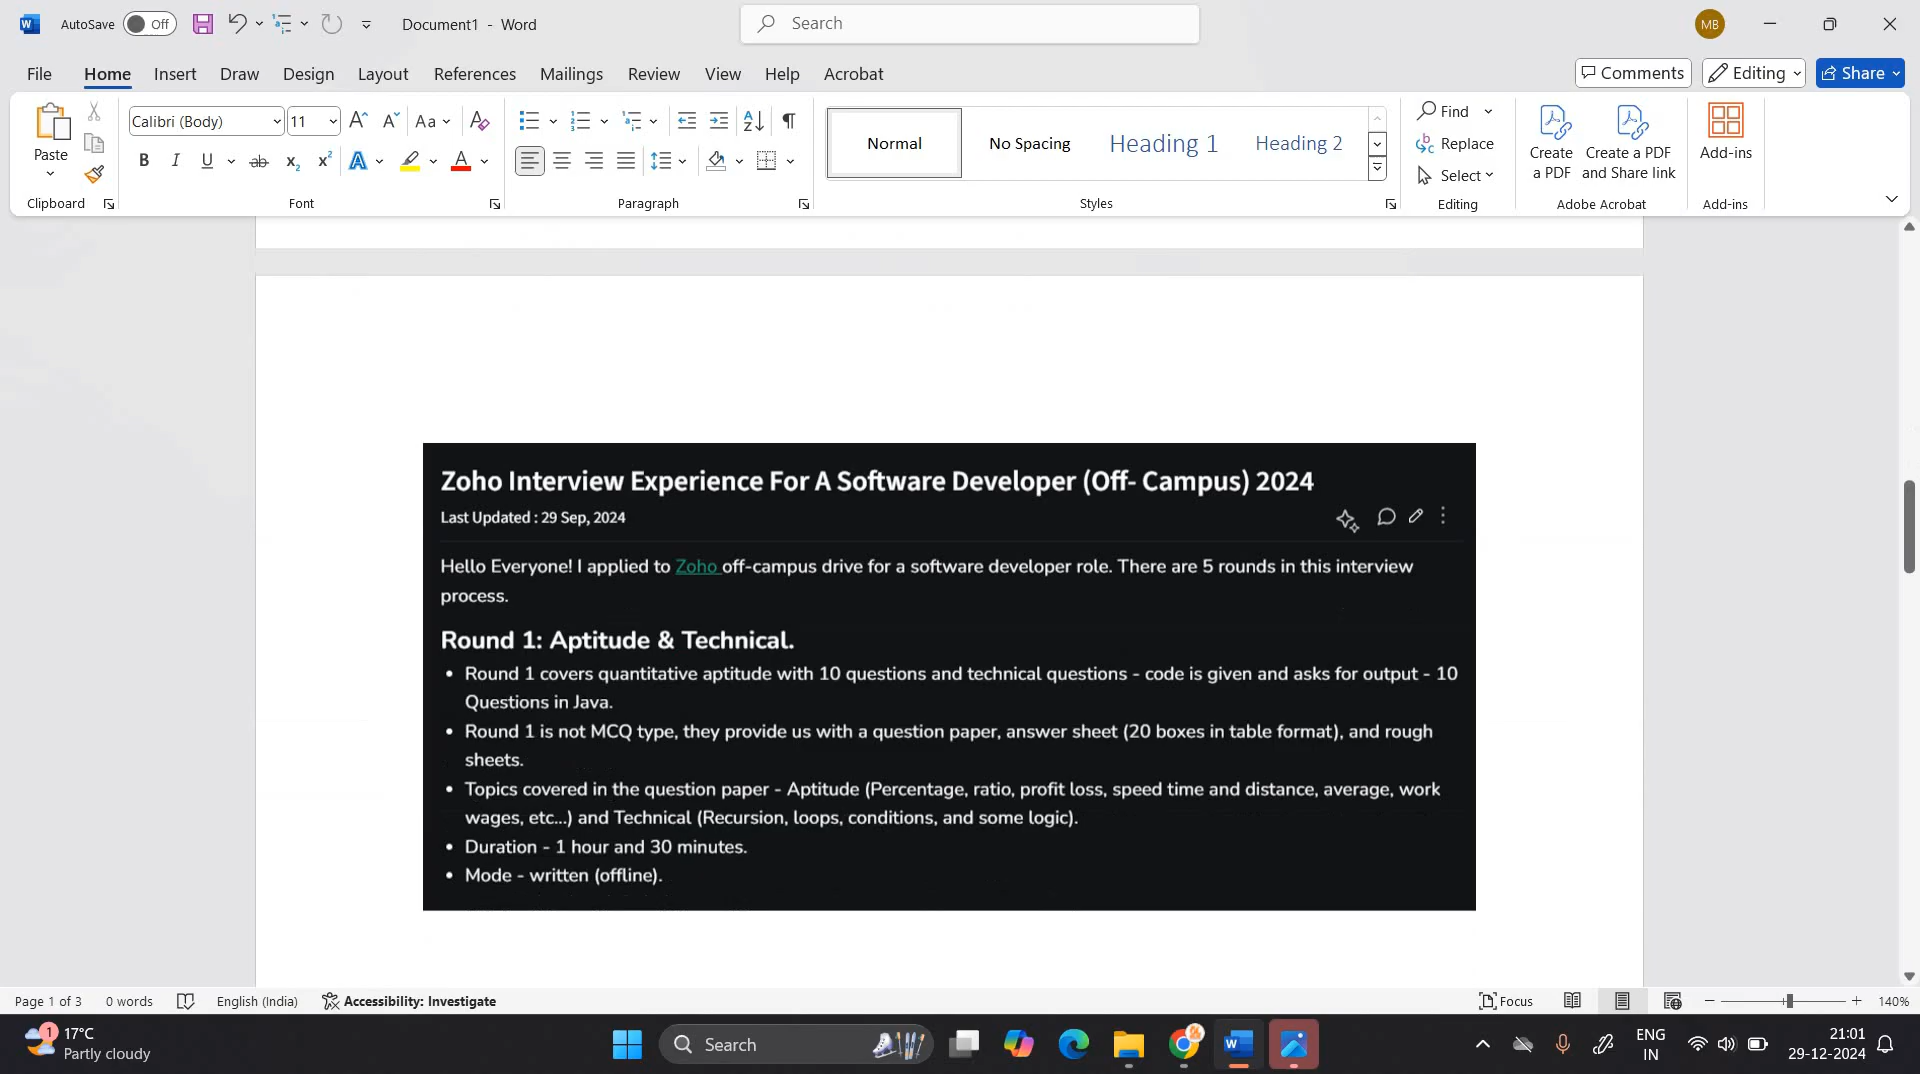 AutoSave Off Document1 - Word Search MB
File Home Insert Draw Design Layout References Mailings Review View Help Acrobat Comments Editing Share
Paste
Clipboard
Calibri (Body) 11
Font
Paragraph
Normal No Spacing Heading 1 Heading 2
Styles
Find
Replace
Select
Editing
Create a PDF
Create a PDF and Share link
Adobe Acrobat
Add-ins
Add-ins
Zoho Interview Experience For A Software Developer (Off- Campus) 2024
Last Updated : 29 Sep, 2024
Hello Everyone! I applied to Zoho off-campus drive for a software developer role. There are 5 rounds in this interview
process.
Round 1: Aptitude & Technical.
• Round 1 covers quantitative aptitude with 10 questions and technical questions - code is given and asks for output - 10
Questions in Java.
• Round 1 is not MCQ type, they provide us with a question paper, answer sheet (20 boxes in table format), and rough
sheets.
• Topics covered in the question paper - Aptitude (Percentage, ratio, profit loss, speed time and distance, average, work
wages, etc...) and Technical (Recursion, loops, conditions, and some logic).
• Duration - 1 hour and 30 minutes.
• Mode - written (offline).
Page 1 of 3 0 words English (India) Accessibility: Investigate Focus 140%
1 17°C
Partly cloudy
Search
ENG
IN
21:01
29-12-2024